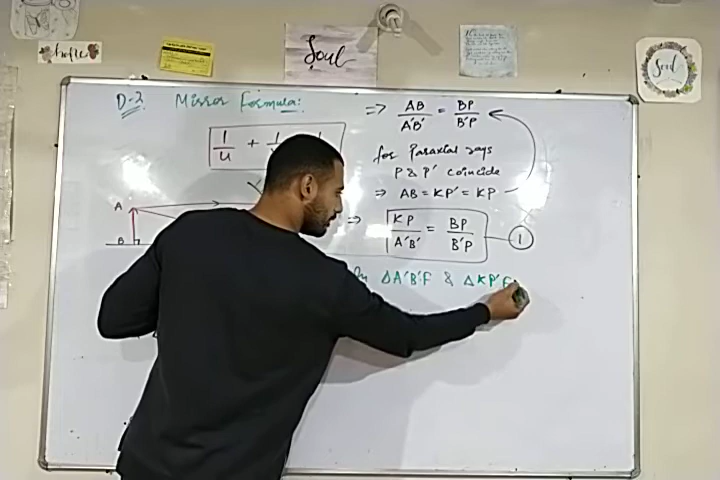 Soul
Soul
D-2 Mirror Formula:
1/u + 1/
A
B
⇒ AB/A'B' = BP/B'P
for Paraxial rays
P & P' coincide
⇒ AB = KP' = KP
⇒ KP/A'B' = BP/B'P 1
ΔA'B'F & ΔKP'F